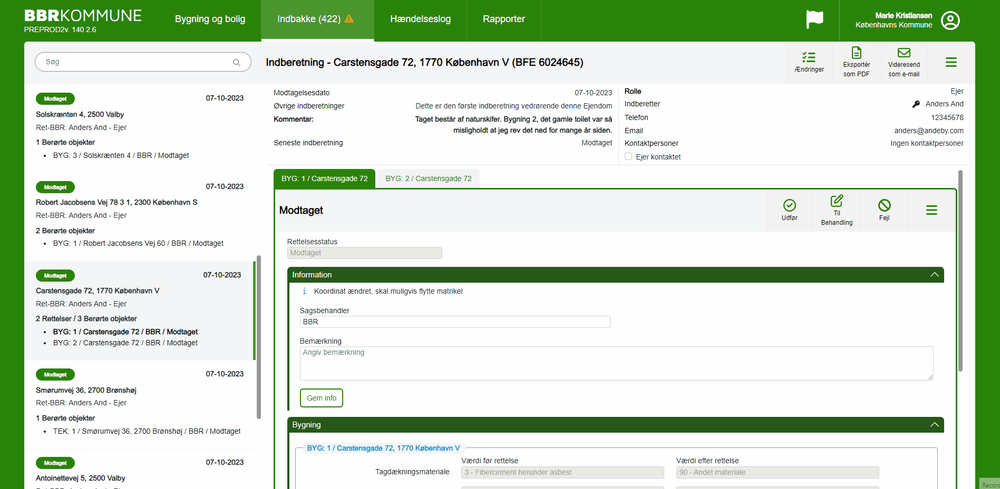 BBRKOMMUNE
PREPROD2v. 140 2.6
Bygning og bolig
Indbakke (422)
Hændelseslog
Rapporter
Marie Kristiansen
Københavns Kommune
Søg
Modtaget
07-10-2023
Solskrænten 4, 2500 Valby
Ret-BBR: Anders And - Ejer
1 Berørte objekter
• BYG: 3 / Solskrænten 4 / BBR / Modtaget
Modtaget
07-10-2023
Robert Jacobsens Vej 78 3 1, 2300 København S
Ret-BBR: Anders And - Ejer
2 Berørte objekter
• BYG: 1 / Robert Jacobsens Vej 60 / BBR / Modtaget
Modtaget
07-10-2023
Carstensgade 72, 1770 København V
Ret-BBR: Anders And - Ejer
2 Rettelser / 3 Berørte objekter
• BYG: 1 / Carstensgade 72 / BBR / Modtaget
• BYG: 2 / Carstensgade 72 / BBR / Modtaget
Modtaget
07-10-2023
Smørumvej 36, 2700 Brønshøj
Ret-BBR: Anders And - Ejer
1 Berørte objekter
• TEK: 1 / Smørumvej 36, 2700 Brønshøj / BBR / Modtaget
Modtaget
07-10-2023
Antoinettevej 5, 2500 Valby
Indberetning - Carstensgade 72, 1770 København V (BFE 6024645)
Ændringer
Eksportér
som PDF
Videresend
som e-mail
Modtagelsesdato
07-10-2023
Øvrige indberetninger
Dette er den første indberetning vedrørende denne Ejendom
Kommentar:
Taget består af naturskifer. Bygning 2, det gamle toilet var så
misligholdt at jeg rev det ned for mange år siden.
Seneste indberetning
Modtaget
Rolle
Ejer
Indberetter
Anders And
Telefon
12345678
Email
anders@andeby.com
Kontaktpersoner
Ingen kontaktpersoner
Ejer kontaktet
BYG: 1 / Carstensgade 72
BYG: 2 / Carstensgade 72
Modtaget
Udfør
Til
Behandling
Fejl
Rettelsesstatus
Modtaget
Information
i Koordinat ændret, skal muligvis flytte matrikel
Sagsbehandler
BBR
Bemærkning
Angiv bemærkning
Gem info
Bygning
BYG: 1 / Carstensgade 72, 1770 København V
Værdi før rettelse
Værdi efter rettelse
Tagdækningsmateriale
3 - Fibercement herunder asbest
90 - Andet materiale